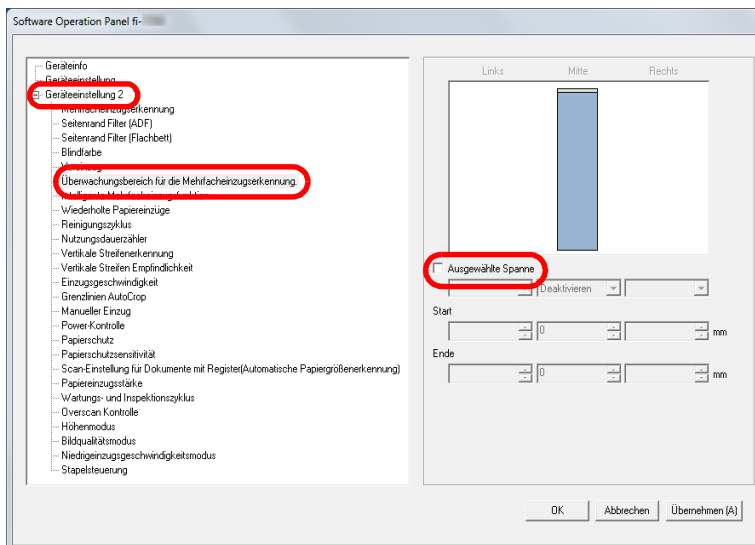 Software Operation Panel fi-
Geräteinfo
Geräteeinstellung
Geräteeinstellung 2
Mehrfacheinzugserkennung
Seitenrand Filter (ADF)
Seitenrand Filter (Flachbett)
Blindfarbe
Voreinzug
Überwachungsbereich für die Mehrfacheinzugserkennung.
Intelligente Mehrfacheinzugsfunktion
Wiederholte Papiereinzüge
Reinigungszyklus
Nutzungsdauerzähler
Vertikale Streifenerkennung
Vertikale Streifen Empfindlichkeit
Einzugsgeschwindigkeit
Grenzlinien AutoCrop
Manueller Einzug
Power-Kontrolle
Papierschutz
Papierschutzsensitivität
Scan-Einstellung für Dokumente mit Register(Automatische Papiergrößenerkennung)
Papiereinzugsstärke
Wartungs- und Inspektionszyklus
Overscan Kontrolle
Höhenmodus
Bildqualitätsmodus
Niedrigeinzugsgeschwindigkeitsmodus
Stapelsteuerung
Links Mitte Rechts
Ausgewählte Spanne
Deaktivieren
Start
0 mm
Ende
0 mm
OK Abbrechen Übernehmen (A)